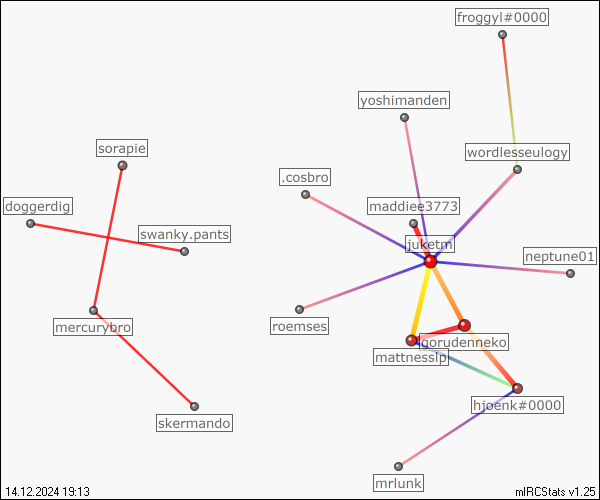 froggyl#0000
yoshimanden
sorapie
wordlesseulogy
.cosbro
doggerdig
maddiee3773
swanky.pants
juketm
neptune01
mercurybro
roemses
gorudenneko
mattnesslp
hjoenk#0000
skermando
mrlunk
14.12.2024 19:13
mIRCStats v1.25